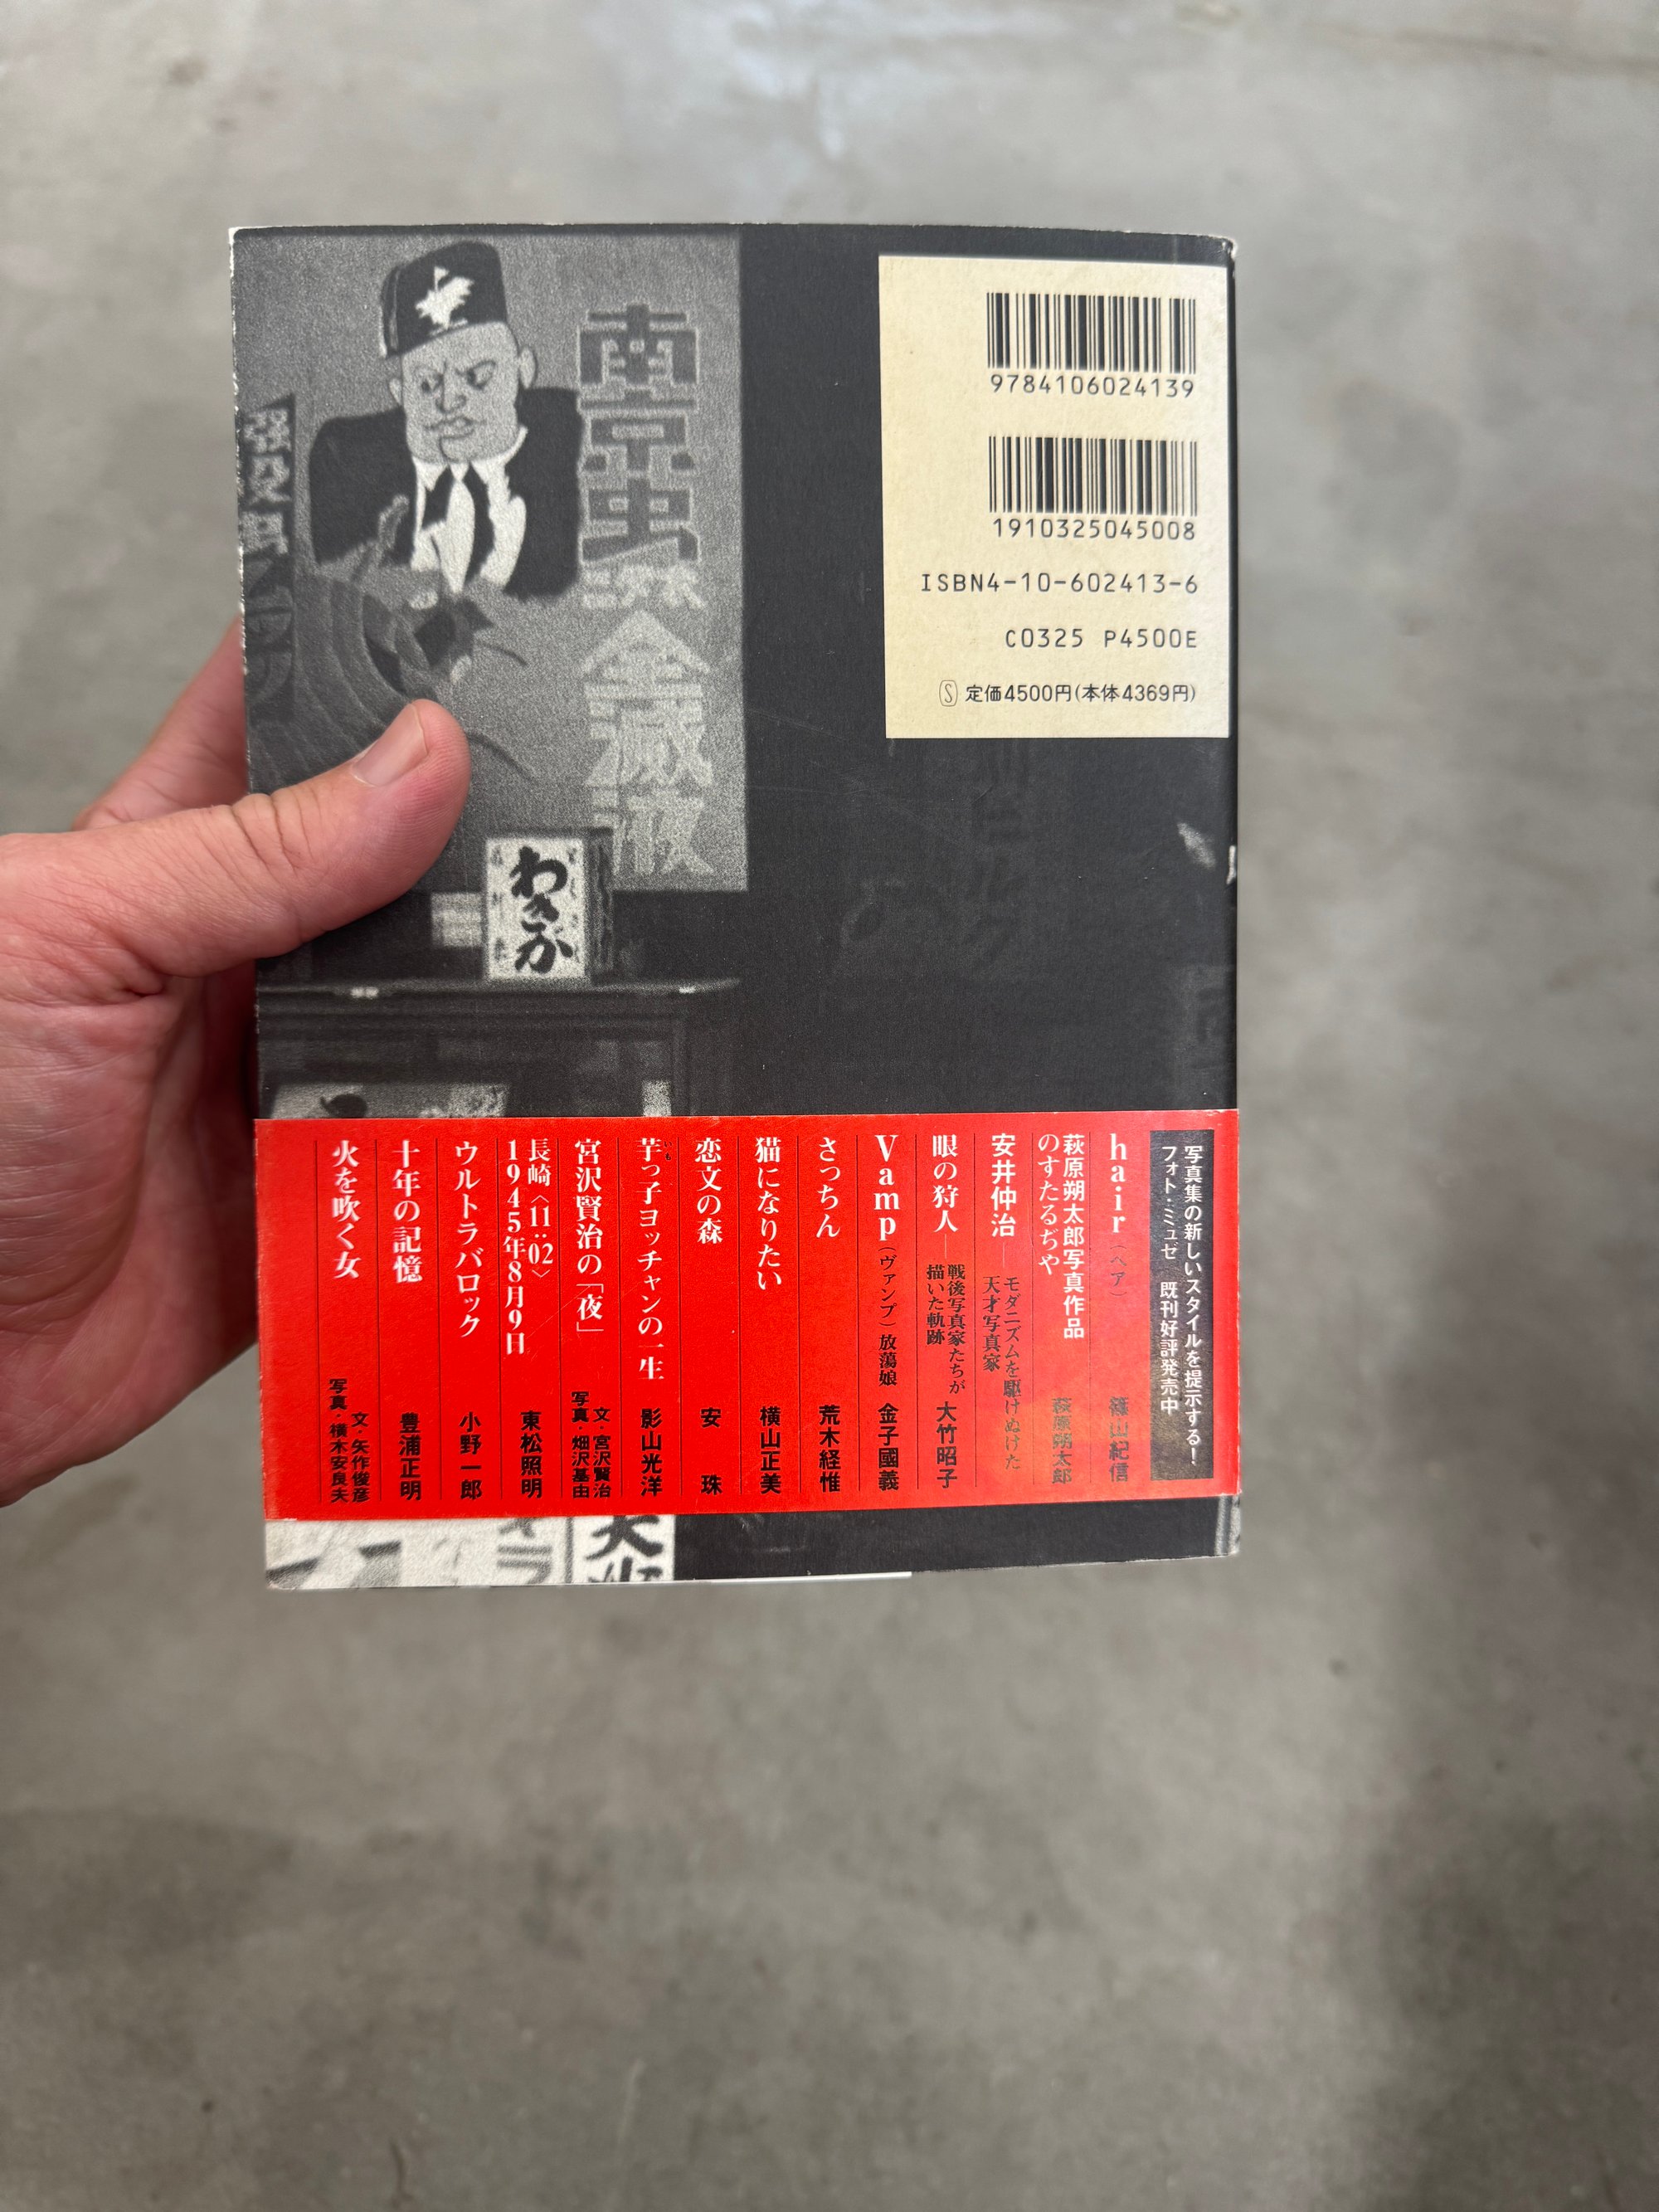 南京虫
全滅液
わきが
9784106024139
1910325045008
ISBN4-10-602413-6
C0325 P4500E
定価4500円(本体4369円)
写真集の新しいスタイルを提示する!
フォト・ミュゼ 既刊好評発売中
hair(ヘア) 篠山紀信
萩原朔太郎写真作品
のすたるぢや 萩原朔太郎
安井仲治―モダニズムを駆けぬけた
天才写真家
眼の狩人―戦後写真家たちが
描いた軌跡 大竹昭子
Vamp(ヴァンプ)放蕩娘 金子國義
さっちん 荒木経惟
猫になりたい 横山正美
恋文の森 安珠
芋っ子ヨッチャンの一生 影山光洋
いも
宮沢賢治の「夜」 文・宮沢賢治
写真・畑沢基由
長崎〈11:02〉
1945年8月9日 東松照明
ウルトラバロック 小野一郎
十年の記憶 豊浦正明
火を吹く女 文・矢作俊彦
写真・横木安良夫